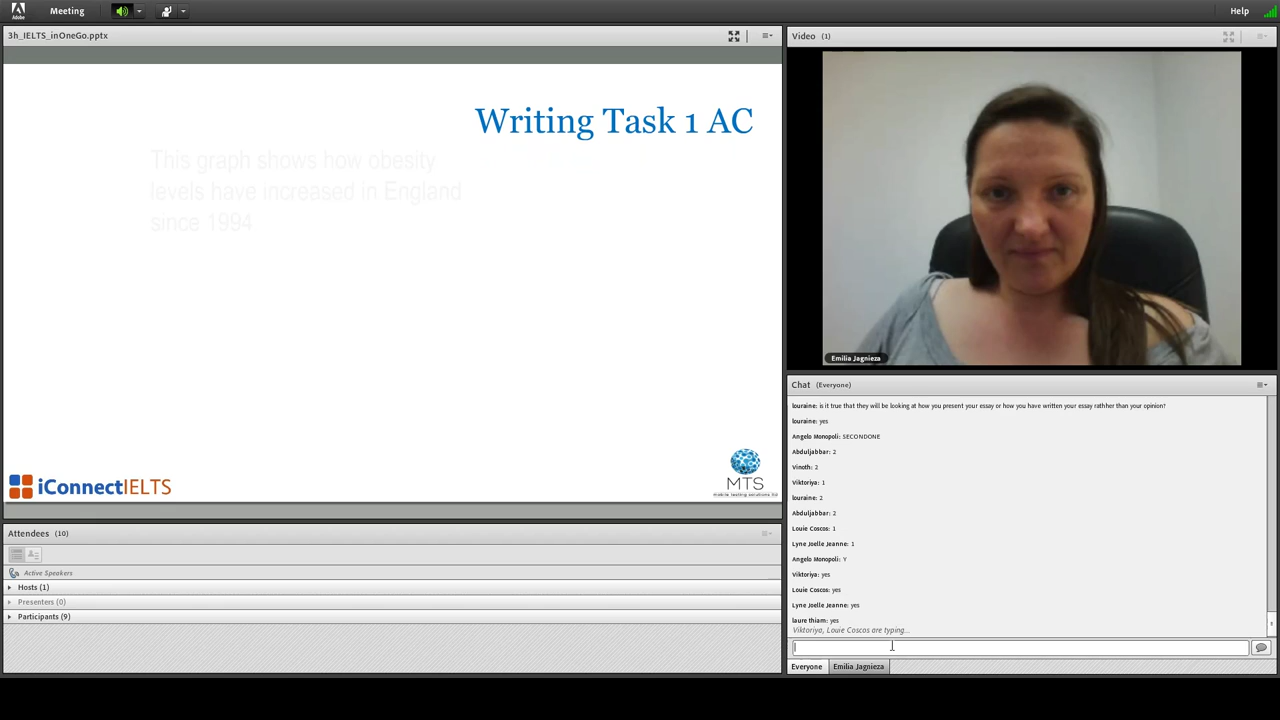 Meeting
Help
3h_IELTS_inOneGo.pptx
Writing Task 1 AC
This graph shows how obesity
levels have increased in England
since 1994
iConnectIELTS
MTS
mobile testing solutions ltd
Attendees (10)
Active Speakers
Hosts (1)
Presenters (0)
Participants (9)
Video (1)
Emilia Jagnieza
Chat (Everyone)
louraine: is it true that they will be looking at how you present your essay or how you have written your essay rathher than your opinion?
louraine: yes
Angelo Monopoli: SECONDONE
Abduljabbar: 2
Vinoth: 2
Viktoriya: 1
louraine: 2
Abduljabbar: 2
Louie Coscos: 1
Lyne Joelle Jeanne: 1
Angelo Monopoli: Y
Viktoriya: yes
Louie Coscos: yes
Lyne Joelle Jeanne: yes
laure thiam: yes
Viktoriya, Louie Coscos are typing...
Everyone
Emilia Jagnieza